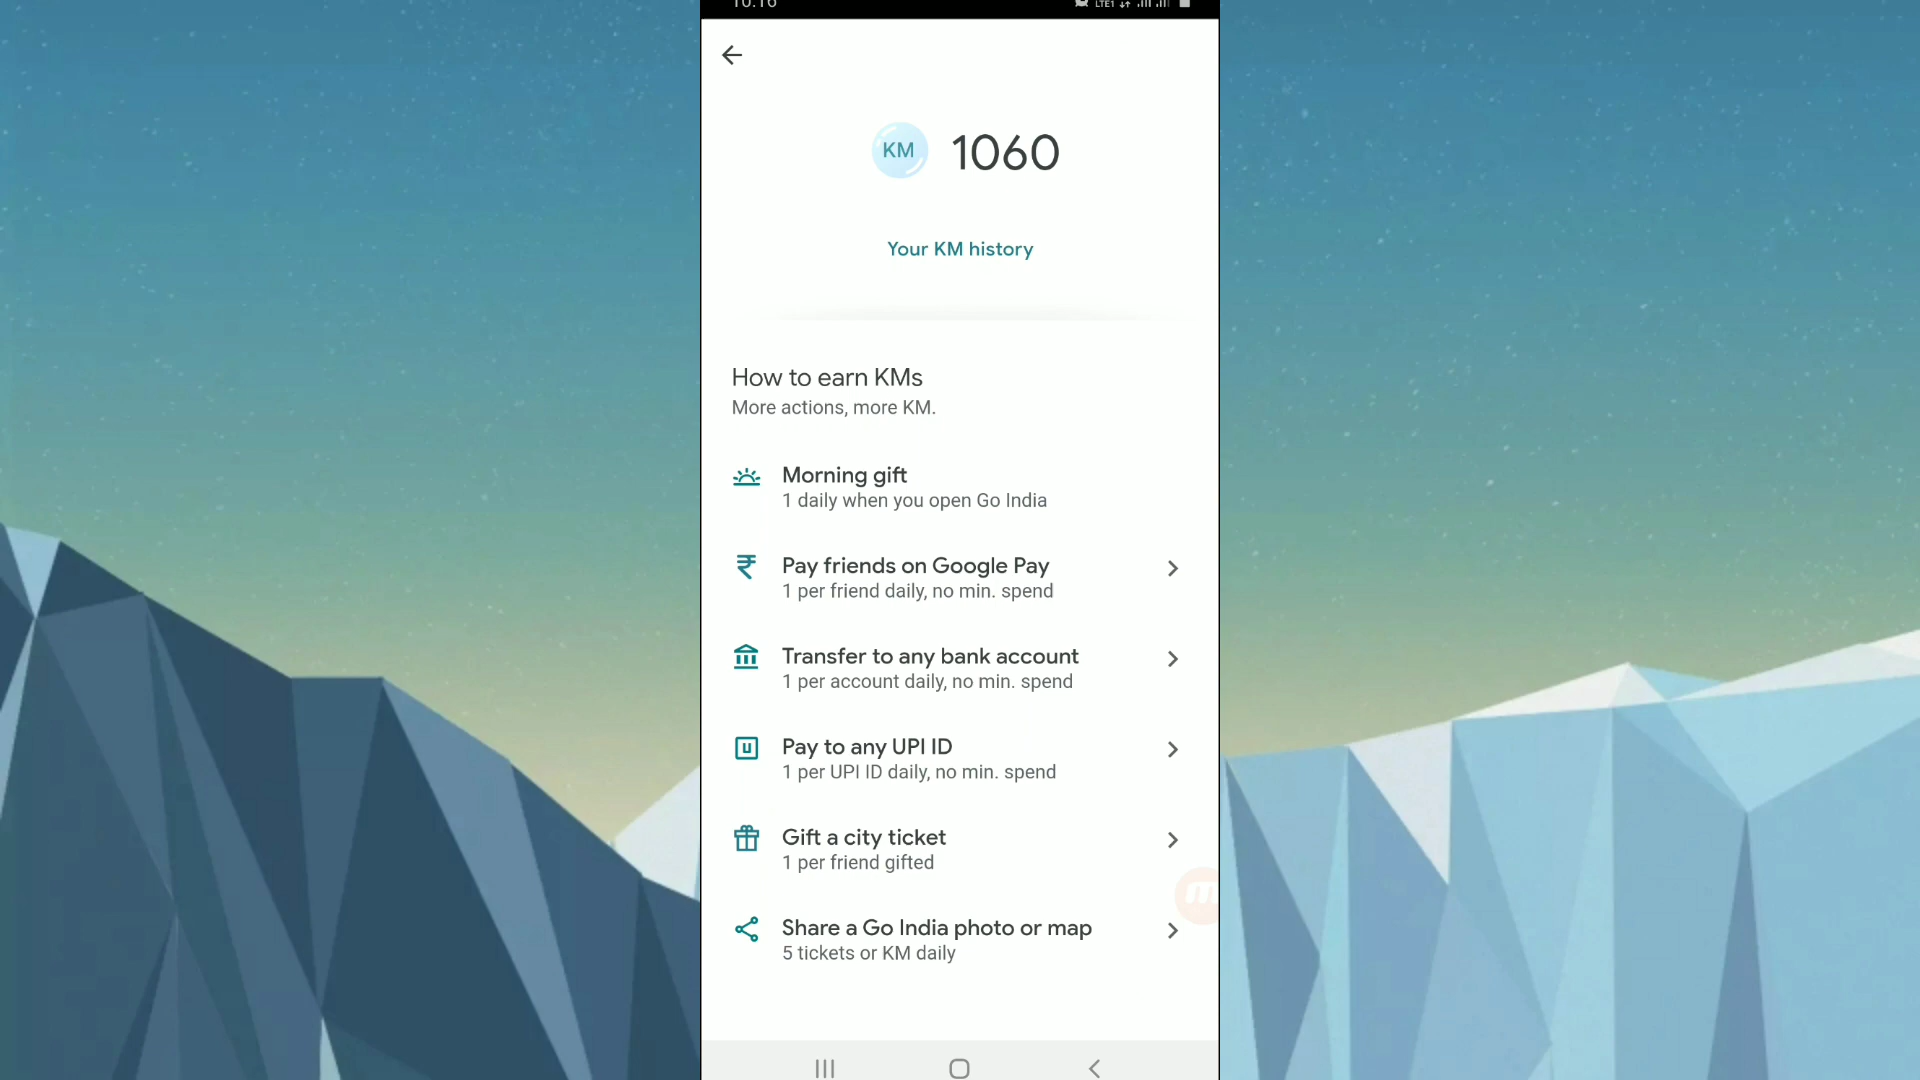 10:16
LTE1
KM 1060
Your KM history
How to earn KMs
More actions, more KM.
Morning gift
1 daily when you open Go India
Pay friends on Google Pay
1 per friend daily, no min. spend
Transfer to any bank account
1 per account daily, no min. spend
Pay to any UPI ID
1 per UPI ID daily, no min. spend
Gift a city ticket
1 per friend gifted
Share a Go India photo or map
5 tickets or KM daily